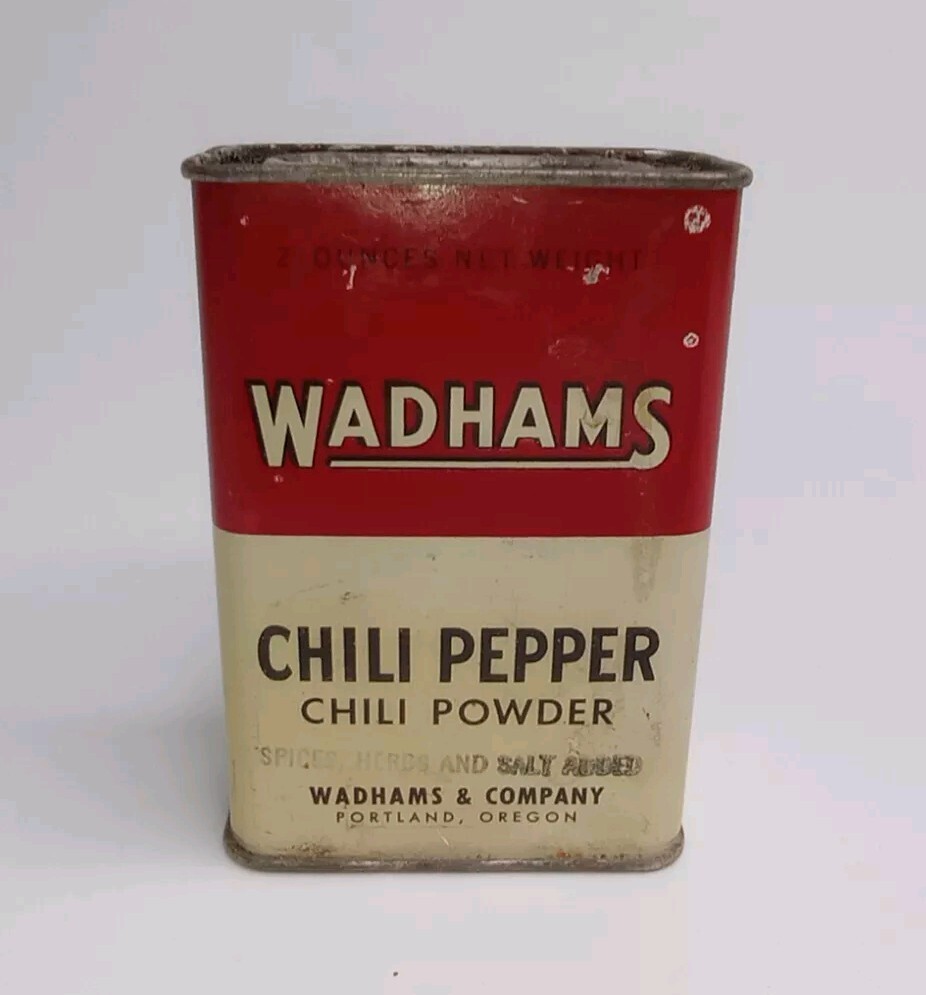 2 OUNCES NET WEIGHT
WADHAMS
CHILI PEPPER
CHILI POWDER
SPICES, HERBS AND SALT ADDED
WADHAMS & COMPANY
PORTLAND, OREGON